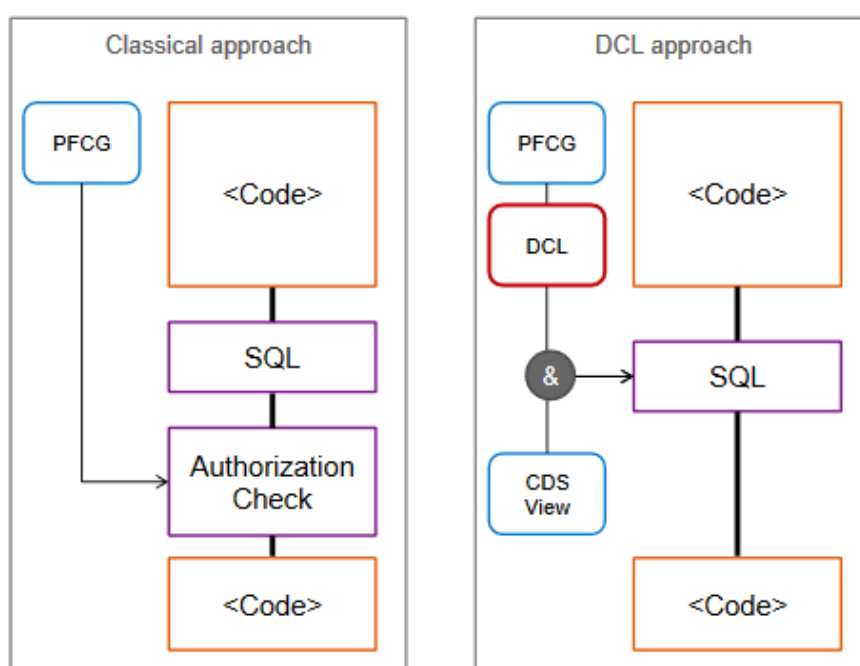 Classical approach
PFCG
<Code>
SQL
Authorization
Check
<Code>
DCL approach
PFCG
<Code>
DCL
&
SQL
CDS
View
<Code>